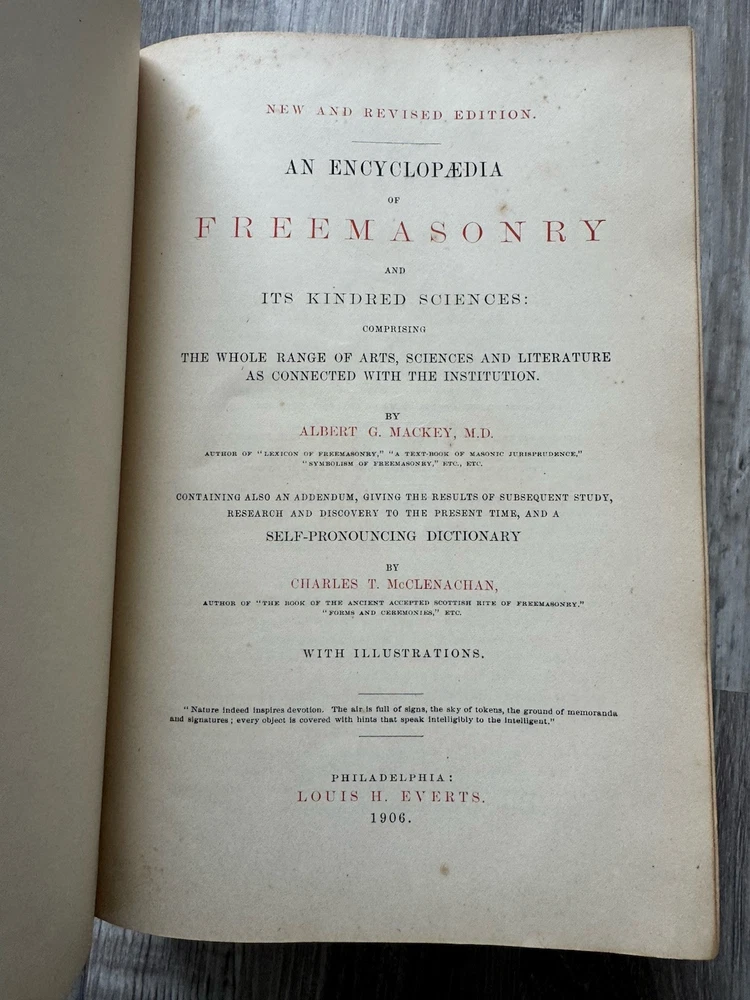 NEW AND REVISED EDITION.
AN ENCYCLOPÆDIA
OF
FREEMASONRY
AND
ITS KINDRED SCIENCES:
COMPRISING
THE WHOLE RANGE OF ARTS, SCIENCES AND LITERATURE
AS CONNECTED WITH THE INSTITUTION.
BY
ALBERT G. MACKEY, M.D.
AUTHOR OF "LEXICON OF FREEMASONRY," "A TEXT-BOOK OF MASONIC JURISPRUDENCE,"
"SYMBOLISM OF FREEMASONRY," ETC., ETC.
CONTAINING ALSO AN ADDENDUM, GIVING THE RESULTS OF SUBSEQUENT STUDY,
RESEARCH AND DISCOVERY TO THE PRESENT TIME, AND A
SELF-PRONOUNCING DICTIONARY
BY
CHARLES T. McCLENACHAN,
AUTHOR OF "THE BOOK OF THE ANCIENT ACCEPTED SCOTTISH RITE OF FREEMASONRY,"
"FORMS AND CEREMONIES," ETC.
WITH ILLUSTRATIONS.
"Nature indeed inspires devotion. The air is full of signs, the sky of tokens, the ground of memoranda
and signatures; every object is covered with hints that speak intelligibly to the intelligent."
PHILADELPHIA:
LOUIS H. EVERTS.
1906.